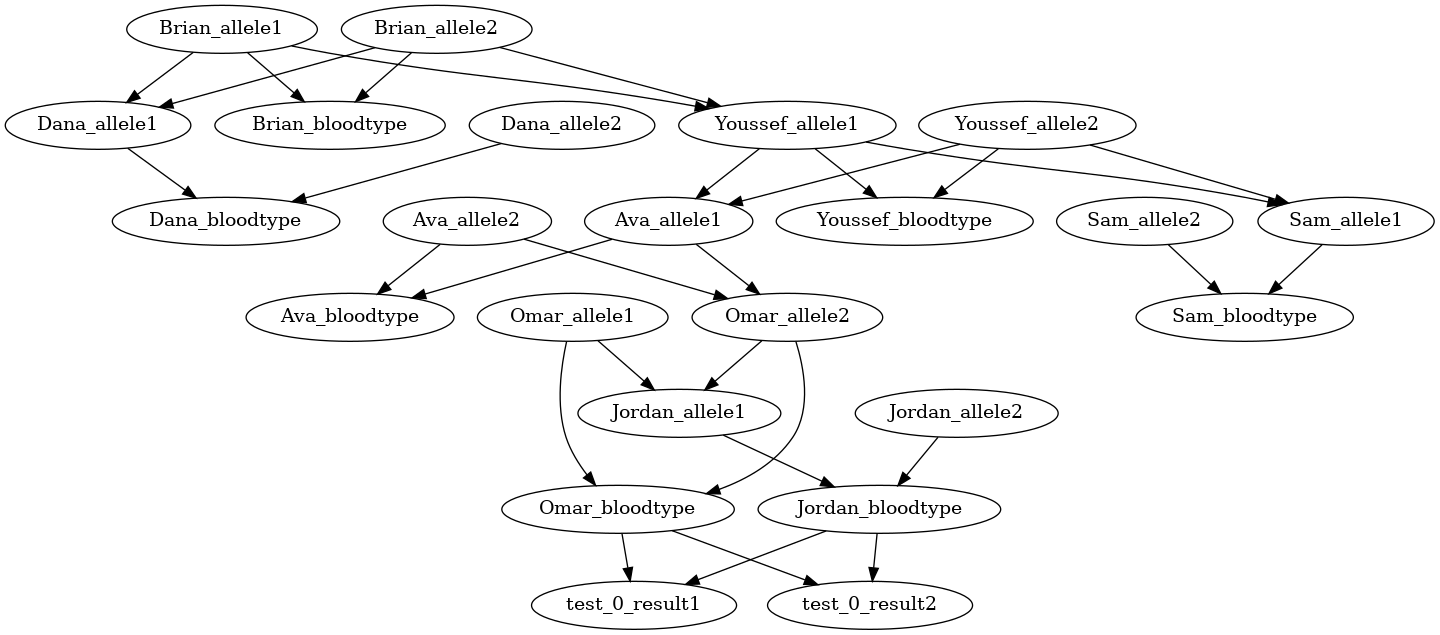 Brian_allele1
Brian_allele2
Dana_allele1
Brian_bloodtype
Dana_allele2
Youssef_allele1
Youssef_allele2
Dana_bloodtype
Ava_allele2
Ava_allele1
Youssef_bloodtype
Sam_allele2
Sam_allele1
Ava_bloodtype
Omar_allele1
Omar_allele2
Sam_bloodtype
Jordan_allele1
Jordan_allele2
Omar_bloodtype
Jordan_bloodtype
test_0_result1
test_0_result2